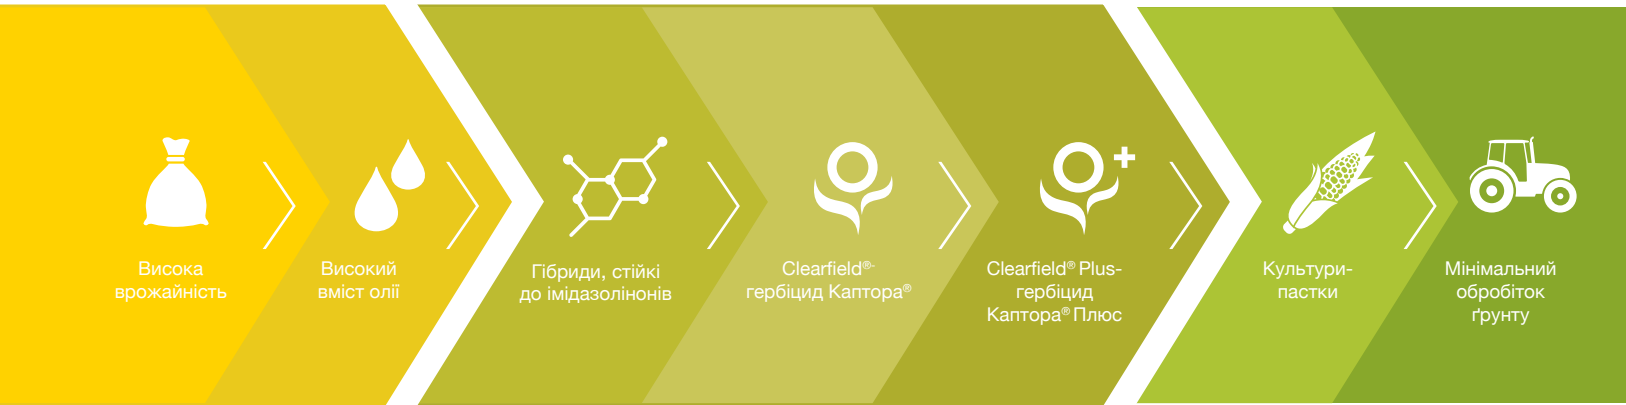 Висока
врожайність
Високий
вміст олії
Гібриди, стійкі
до імідазолінонів
Clearfield®-
гербіцид Каптора®
Clearfield® Plus-
гербіцид
Каптора® Плюс
Культури-
пастки
Мінімальний
обробіток
ґрунту